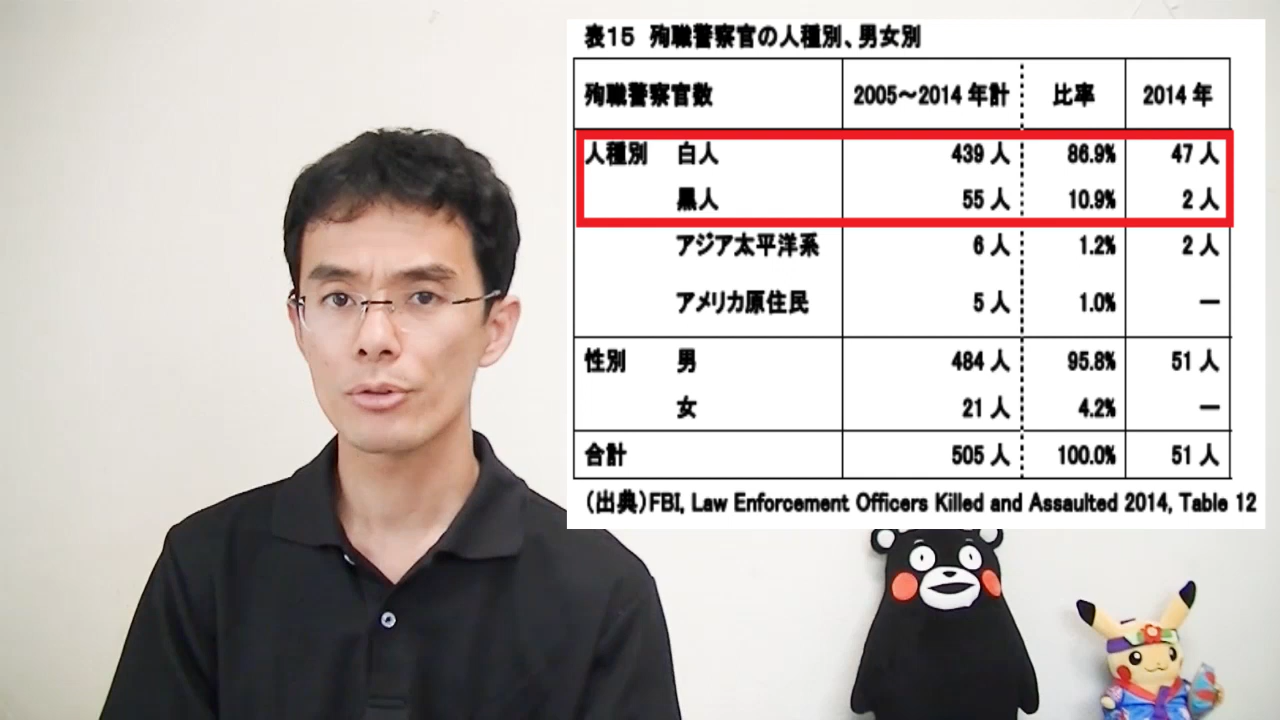 表15 殉職警察官の人種別、男女別
殉職警察官数 2005～2014年計 比率 2014年
人種別 白人 439人 86.9% 47人
黒人 55人 10.9% 2人
アジア太平洋系 6人 1.2% 2人
アメリカ原住民 5人 1.0% ―
性別 男 484人 95.8% 51人
女 21人 4.2% ―
合計 505人 100.0% 51人
(出典)FBI, Law Enforcement Officers Killed and Assaulted 2014, Table 12